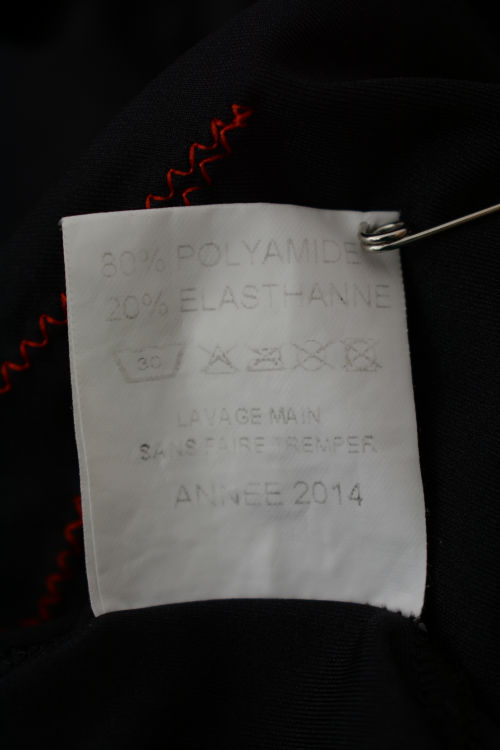 80% POLYAMIDE
20% ELASTHANNE
30
LAVAGE MAIN
SANS FAIRE TREMPER
ANNEE 2014